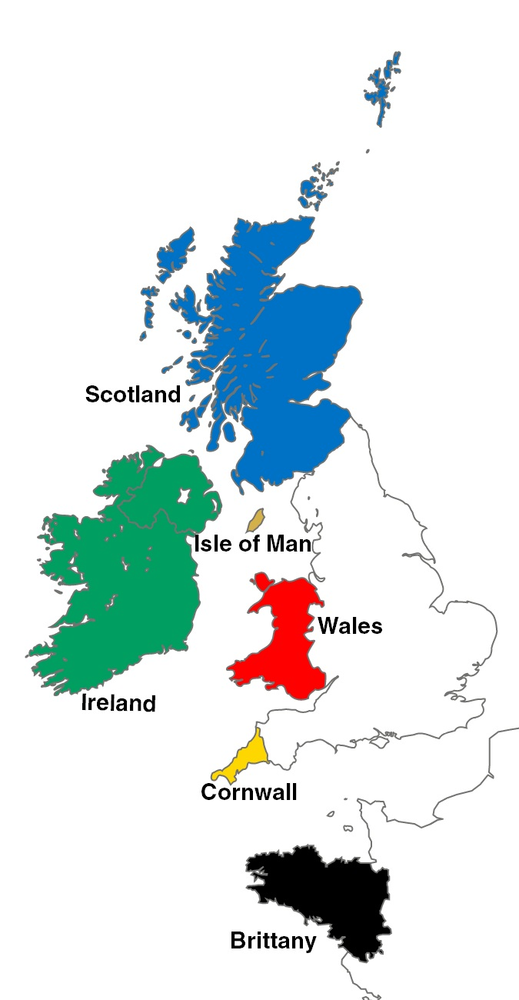 Scotland
Isle of Man
Wales
Ireland
Cornwall
Brittany